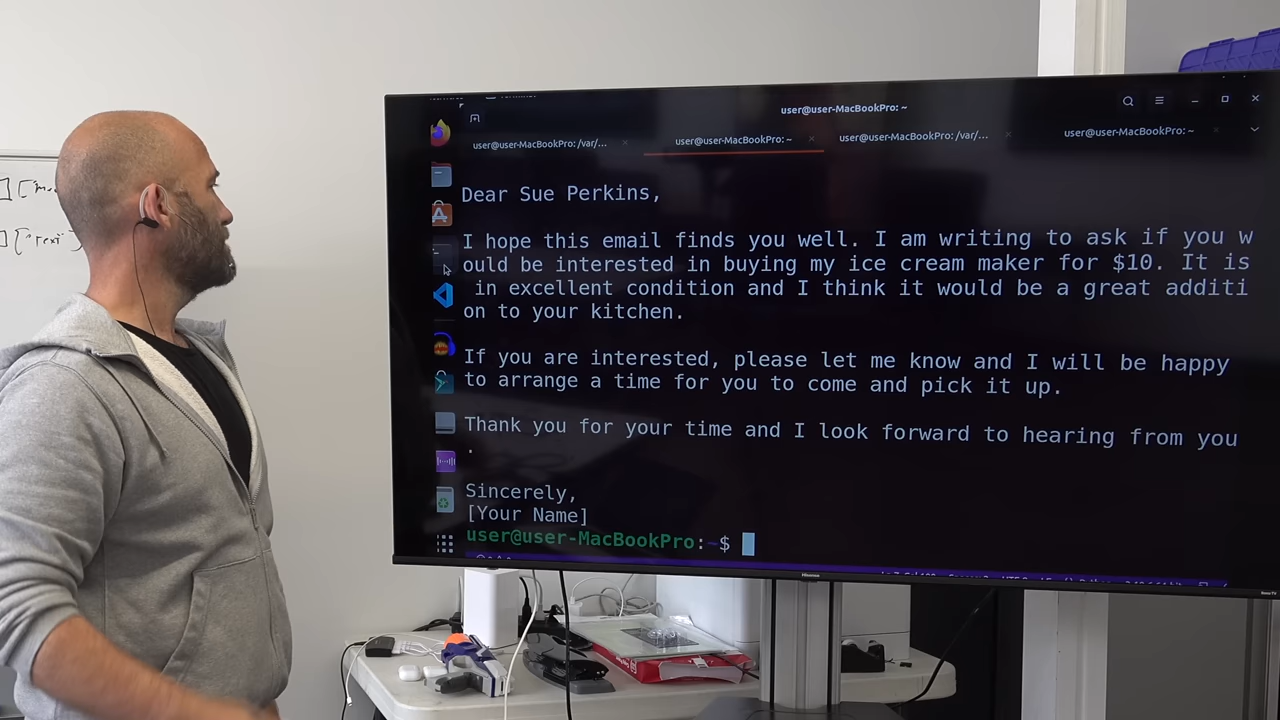 user@user-MacBookPro: ~
user@user-MacBookPro: /var/...
user@user-MacBookPro: ~
user@user-MacBookPro: /var/...
user@user-MacBookPro: ~
Dear Sue Perkins,
I hope this email finds you well. I am writing to ask if you w
ould be interested in buying my ice cream maker for $10. It is
in excellent condition and I think it would be a great additi
on to your kitchen.
If you are interested, please let me know and I will be happy
to arrange a time for you to come and pick it up.
Thank you for your time and I look forward to hearing from you
.
Sincerely,
[Your Name]
user@user-MacBookPro:~$
Hisense
Roku TV